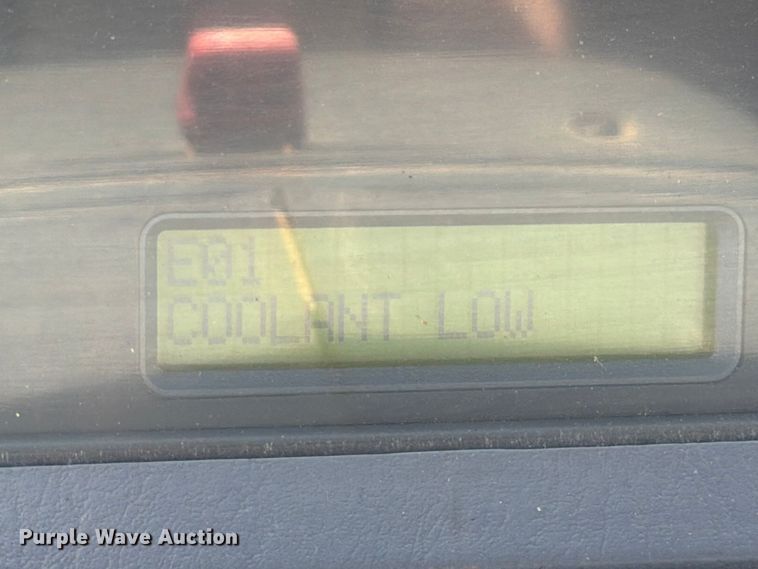 E01
COOLANT LOW
Purple Wave Auction